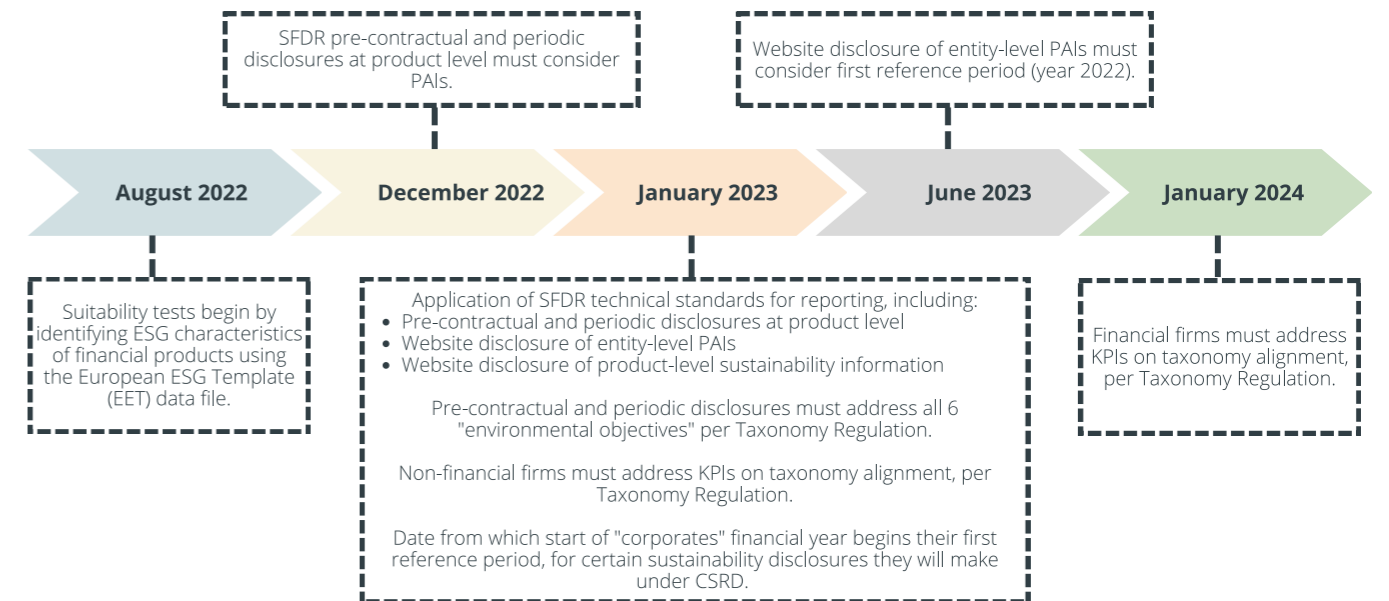 SFDR pre-contractual and periodic
disclosures at product level must consider
PAIs.
Website disclosure of entity-level PAIs must
consider first reference period (year 2022).
August 2022
December 2022
January 2023
June 2023
January 2024
Suitability tests begin by
identifying ESG characteristics
of financial products using
the European ESG Template
(EET) data file.
Application of SFDR technical standards for reporting, including:
• Pre-contractual and periodic disclosures at product level
• Website disclosure of entity-level PAIs
• Website disclosure of product-level sustainability information
Pre-contractual and periodic disclosures must address all 6
"environmental objectives" per Taxonomy Regulation.
Non-financial firms must address KPIs on taxonomy alignment, per
Taxonomy Regulation.
Date from which start of "corporates" financial year begins their first
reference period, for certain sustainability disclosures they will make
under CSRD.
Financial firms must address
KPIs on taxonomy alignment,
per Taxonomy Regulation.